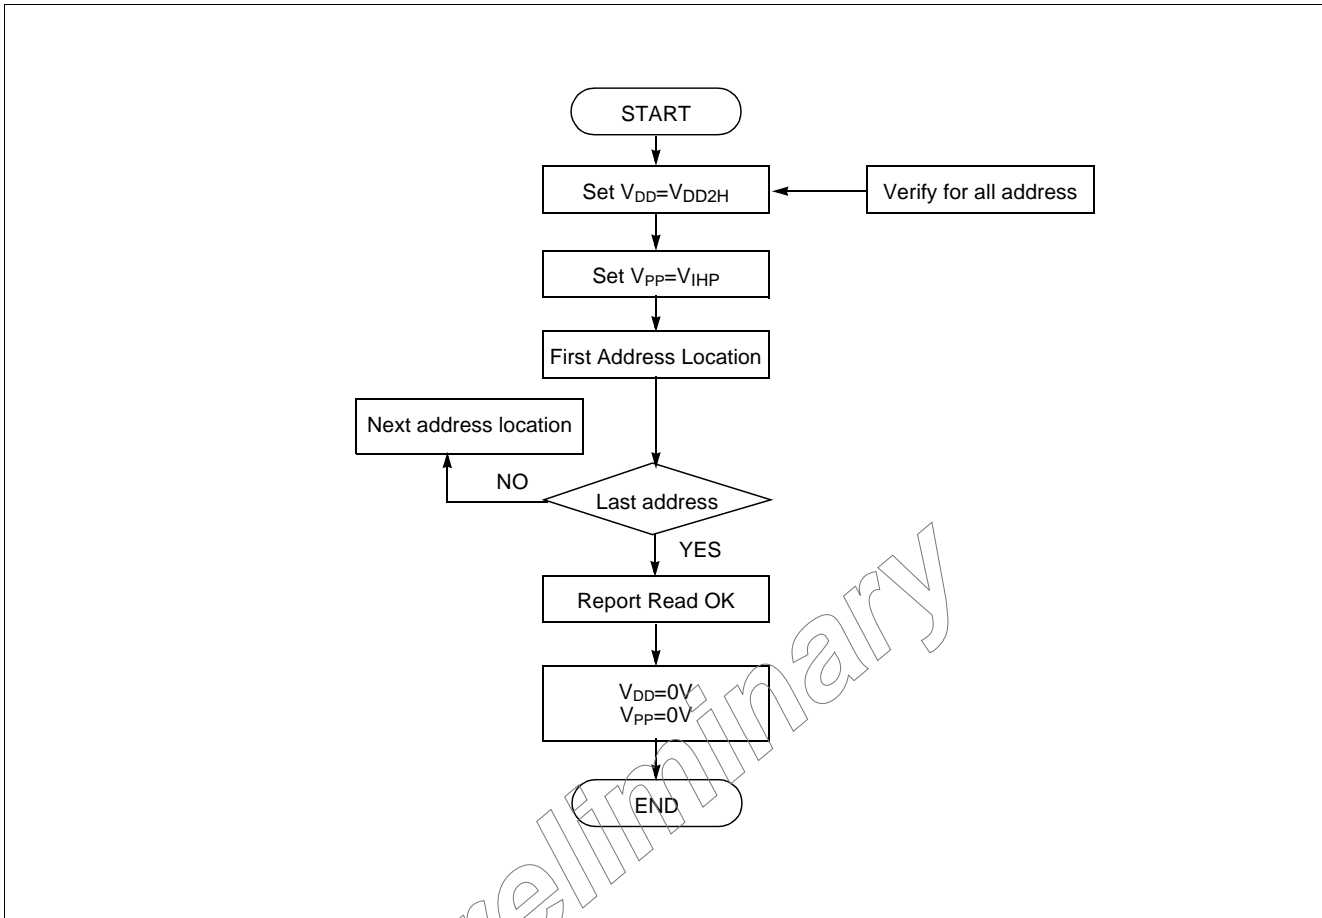 START
Set VDD=VDD2H
Verify for all address
Set VPP=VIHP
First Address Location
Next address location
NO
Last address
YES
Report Read OK
VDD=0V
VPP=0V
END
reliminary